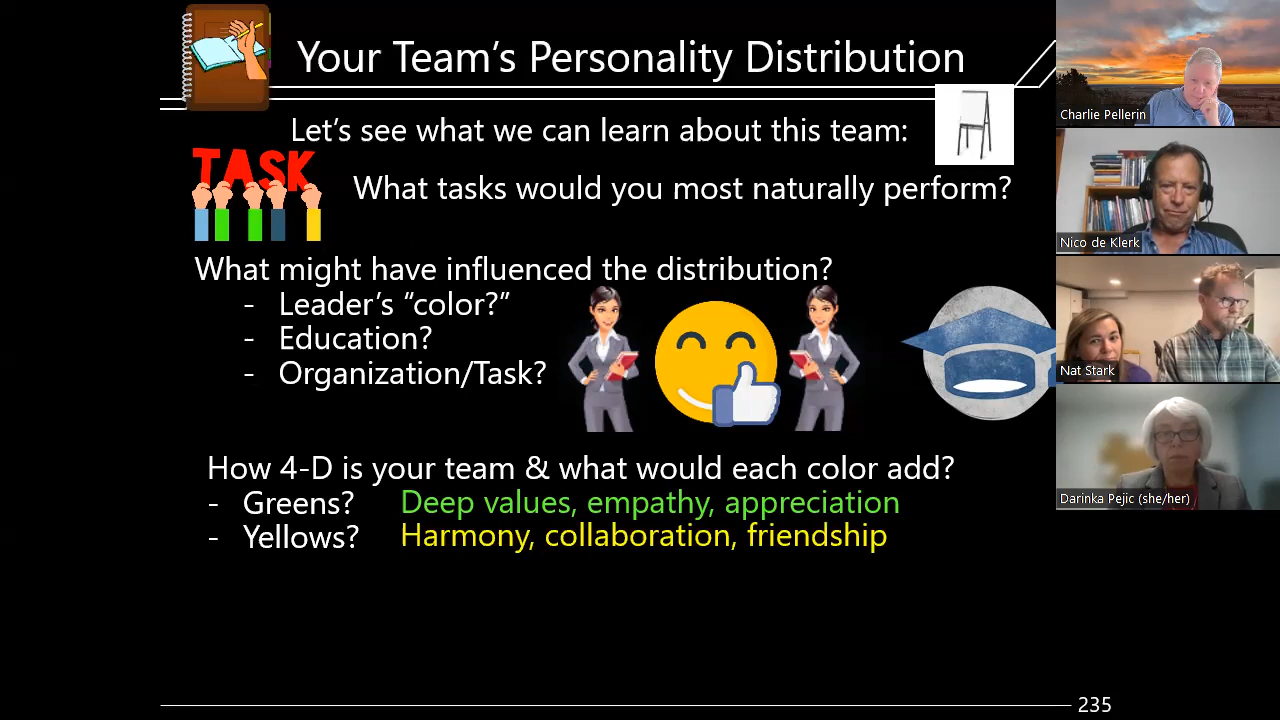 Your Team's Personality Distribution
Let's see what we can learn about this team:
TASK
What tasks would you most naturally perform?
What might have influenced the distribution?
- Leader's “color?”
- Education?
- Organization/Task?
How 4-D is your team & what would each color add?
- Greens? Deep values, empathy, appreciation
- Yellows? Harmony, collaboration, friendship
235
Charlie Pellerin
Nico de Klerk
Nat Stark
Darinka Pejic (she/her)